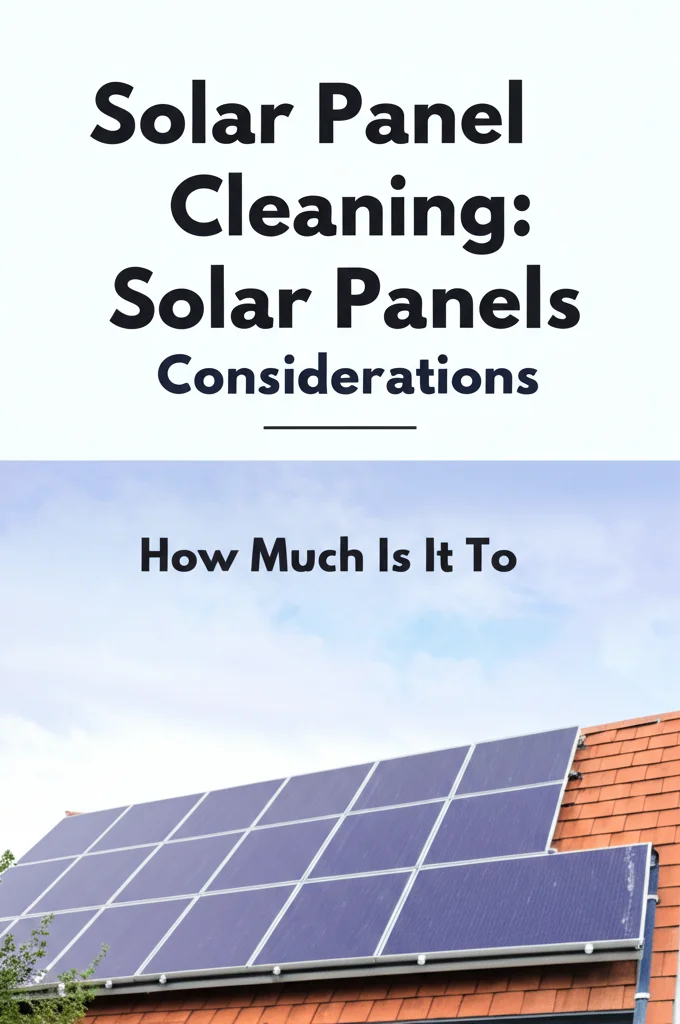 Solar Panel
Cleaning:
Solar Panels
Considerations
How Much Is It To